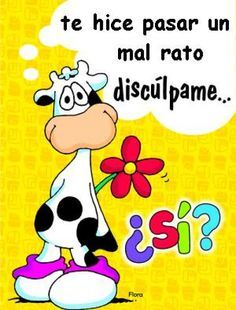 te hice pasar un
mal rato
discúlpame...
¿sí?
Flora